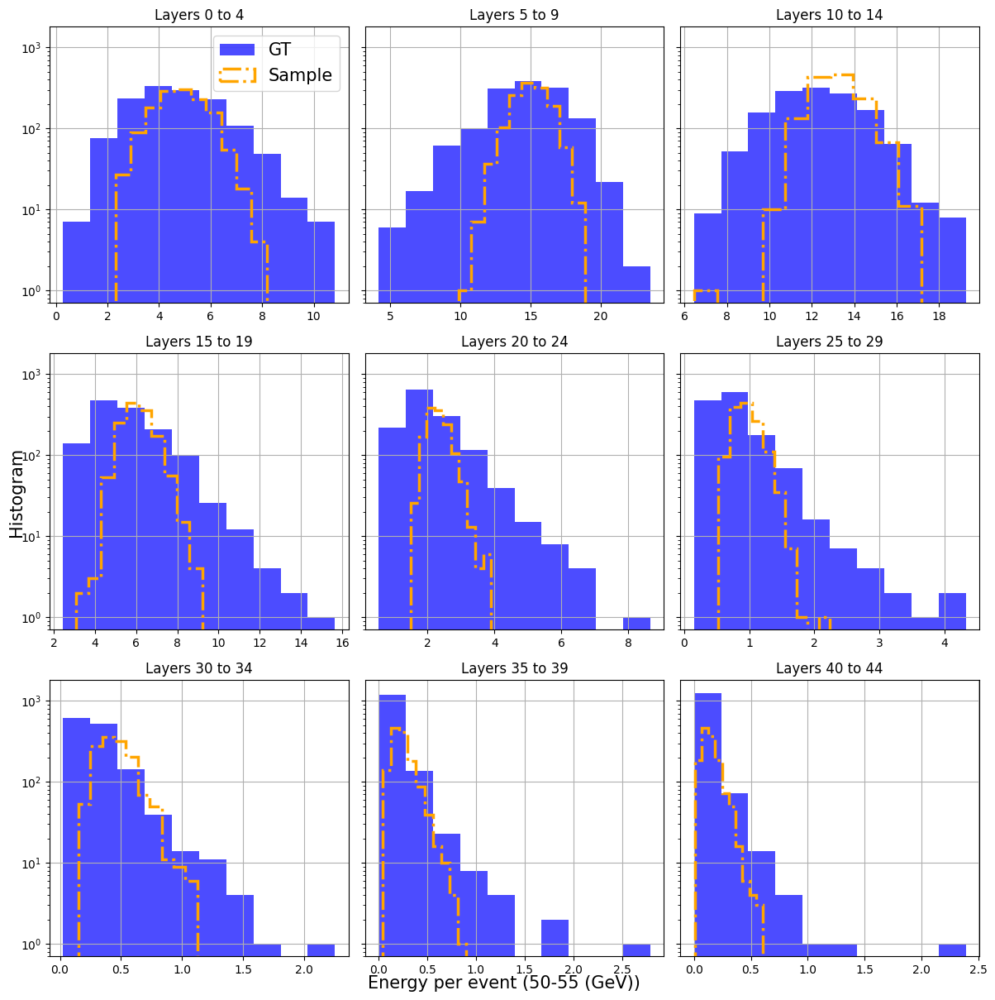 Layers 0 to 4
Layers 5 to 9
Layers 10 to 14
GT
Sample
10³
10²
10¹
10⁰
0 2 4 6 8 10
5 10 15 20
6 8 10 12 14 16 18
Layers 15 to 19
Layers 20 to 24
Layers 25 to 29
10³
10²
10¹
10⁰
2 4 6 8 10 12 14 16
2 4 6 8
0 1 2 3 4
Histogram
Layers 30 to 34
Layers 35 to 39
Layers 40 to 44
10³
10²
10¹
10⁰
0.0 0.5 1.0 1.5 2.0
0.0 0.5 1.0 1.5 2.0 2.5
0.0 0.5 1.0 1.5 2.0 2.5
Energy per event (50-55 (GeV))